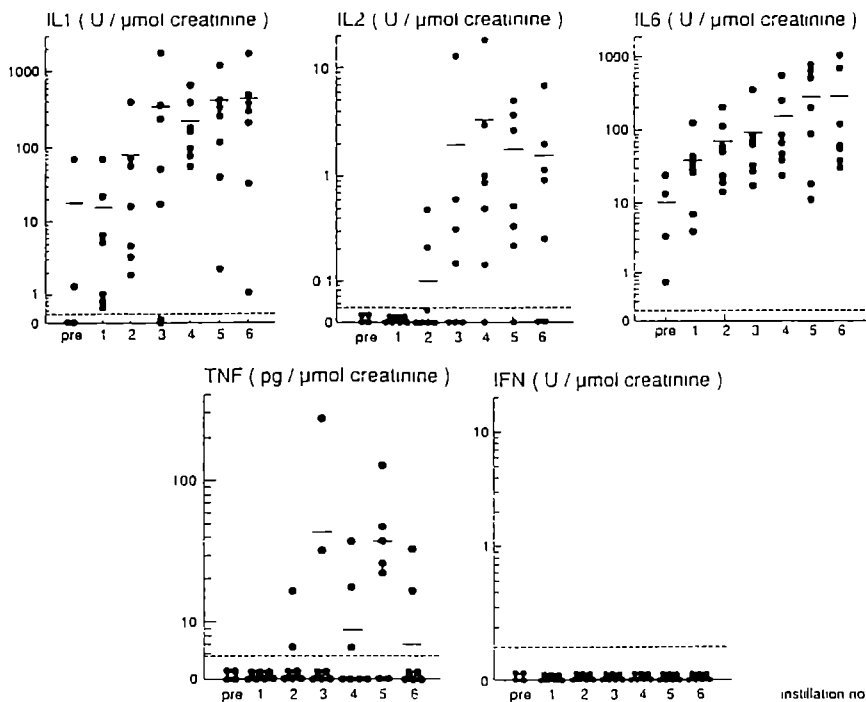 IL1 ( U / µmol creatinine )
1000
100
10
1
0
pre 1 2 3 4 5 6
IL2 ( U / µmol creatinine )
10
1
0 1
0
pre 1 2 3 4 5 6
IL6 ( U / µmol creatinine )
1000
100
10
1
0
pre 1 2 3 4 5 6
TNF ( pg / µmol creatinine )
100
10
0
pre 1 2 3 4 5 6
IFN ( U / µmol creatinine )
10
1
0
pre 1 2 3 4 5 6
instillation no